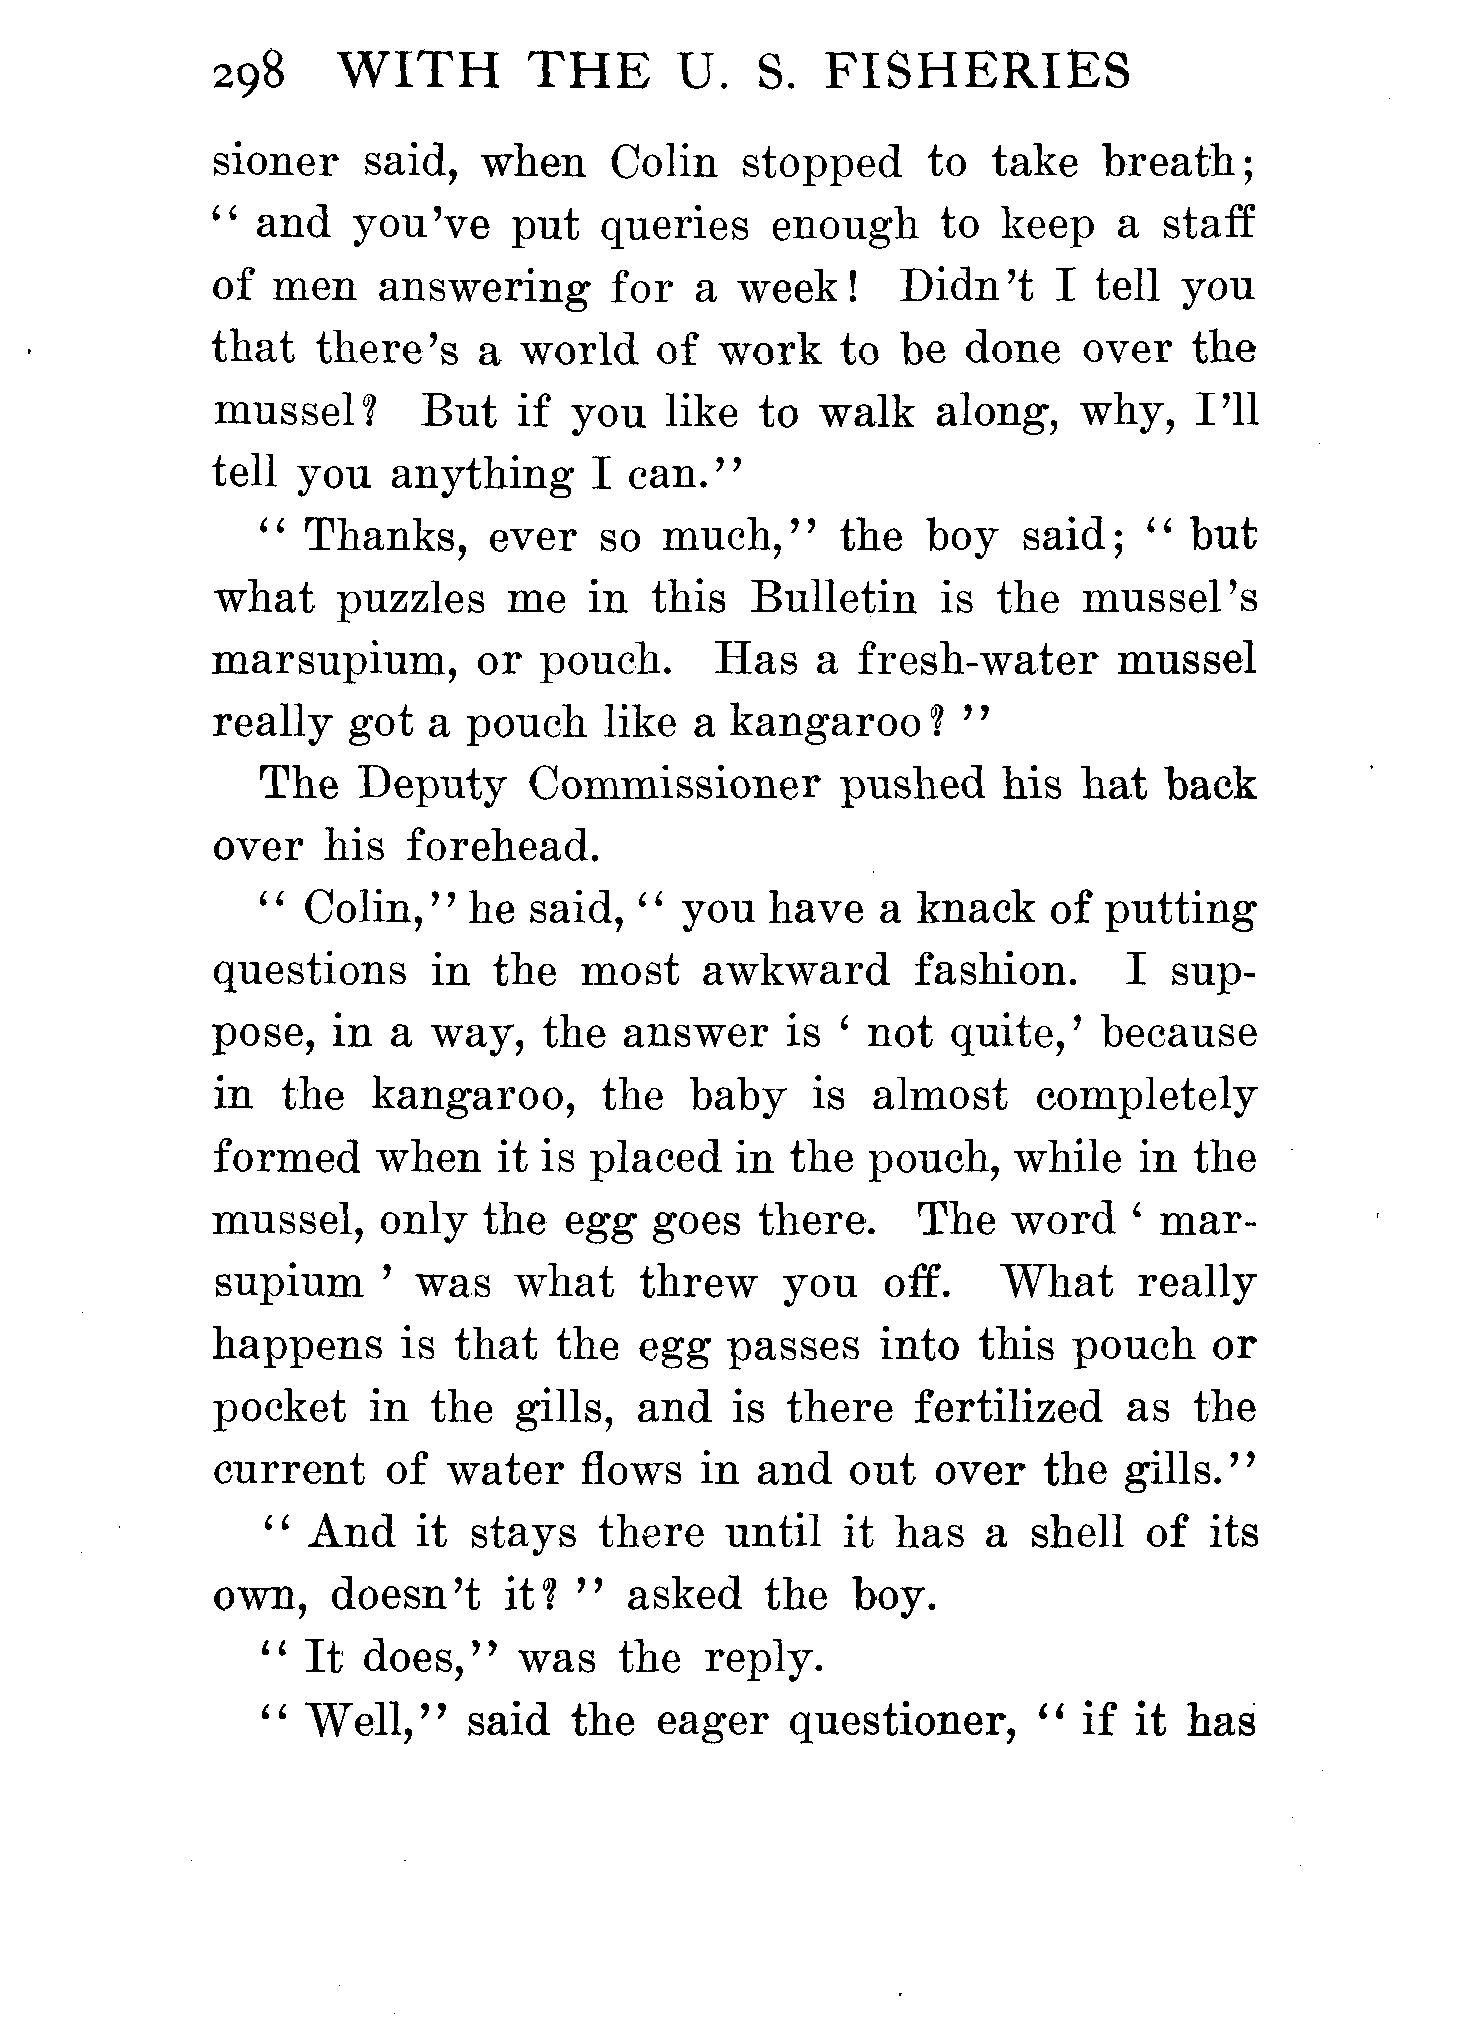 298 WITH THE U. S. FISHERIES
sioner said, when Colin stopped to take breath;
“ and you’ve put queries enough to keep a staff
of men answering for a week! Didn’t I tell you
that there’s a world of work to be done over the
mussel? But if you like to walk along, why, I’ll
tell you anything I can.”
“ Thanks, ever so much,” the boy said; “ but
what puzzles me in this Bulletin is the mussel’s
marsupium, or pouch. Has a fresh-water mussel
really got a pouch like a kangaroo? ”
The Deputy Commissioner pushed his hat back
over his forehead.
“ Colin,” he said, “ you have a knack of putting
questions in the most awkward fashion. I sup-
pose, in a way, the answer is ‘ not quite,’ because
in the kangaroo, the baby is almost completely
formed when it is placed in the pouch, while in the
mussel, only the egg goes there. The word ‘ mar-
supium ’ was what threw you off. What really
happens is that the egg passes into this pouch or
pocket in the gills, and is there fertilized as the
current of water flows in and out over the gills.”
“ And it stays there until it has a shell of its
own, doesn’t it? ” asked the boy.
“ It does,” was the reply.
“ Well,” said the eager questioner, “ if it has